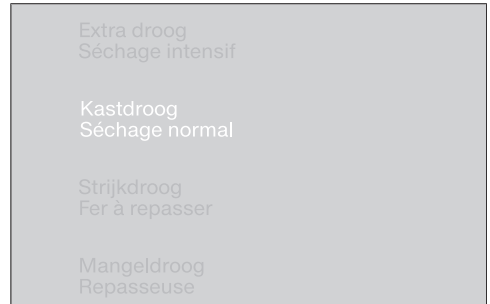 Extra droog
Séchage intensif
Kastdroog
Séchage normal
Strijkdroog
Fer à repasser
Mangeldroog
Repasseuse